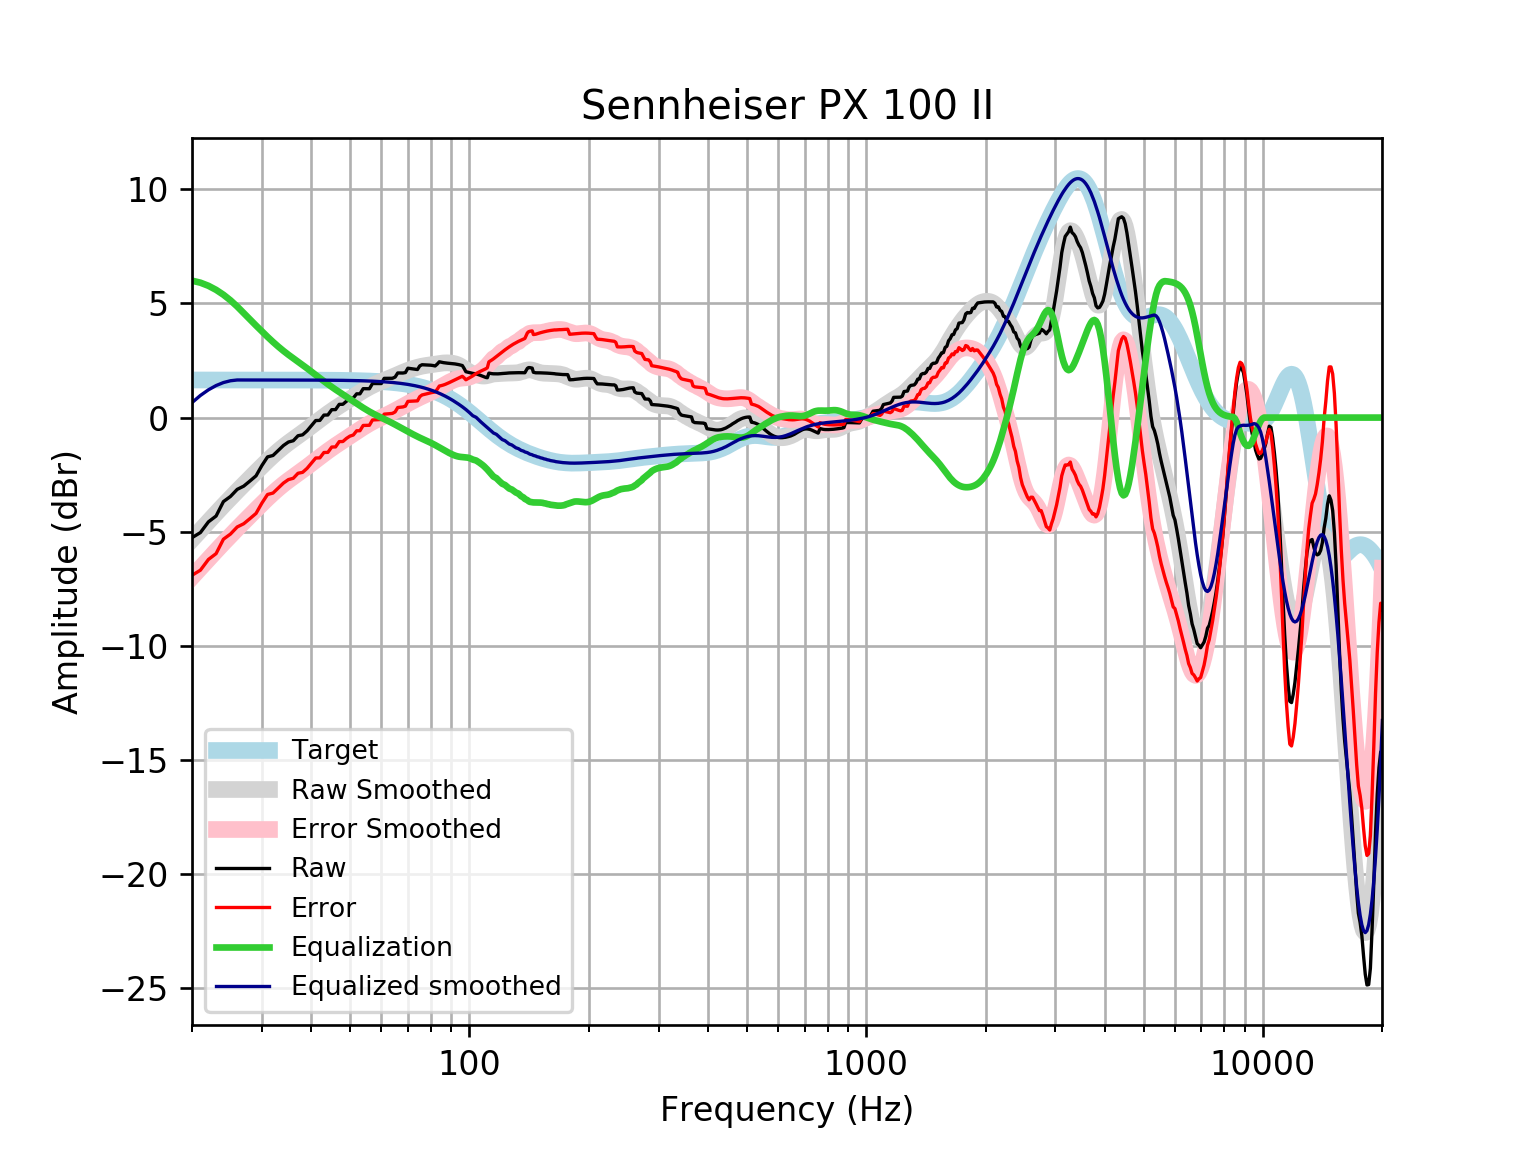 Sennheiser PX 100 II
Amplitude (dBr)
10
5
0
−5
−10
−15
−20
−25
Target
Raw Smoothed
Error Smoothed
Raw
Error
Equalization
Equalized smoothed
100
1000
10000
Frequency (Hz)